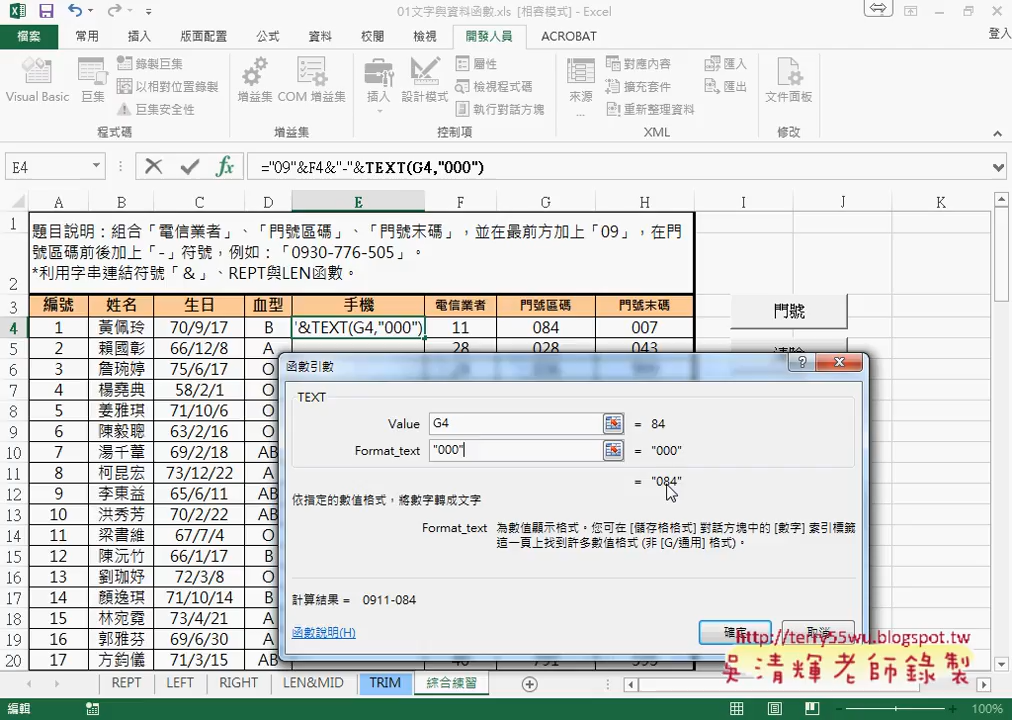 01文字與資料函數.xls [相容模式] - Excel
檔案 常用 插入 版面配置 公式 資料 校閱 檢視 開發人員 ACROBAT 登入
Visual Basic 巨集 錄製巨集 以相對位置錄製 巨集安全性 增益集 COM 增益集 插入 設計模式 屬性 檢視程式碼 執行對話方塊 來源 對應內容 擴充套件 重新整理資料 匯入 匯出 文件面板
程式碼 增益集 控制項 XML 修改
E4 fx ="09"&F4&"-"&TEXT(G4,"000")
A B C D E F G H I J K
1 題目說明：組合「電信業者」、「門號區碼」、「門號末碼」，並在最前方加上「09」，在門
號區碼前後加上「-」符號，例如：「0930-776-505」。
2 *利用字串連結符號「&」、REPT與LEN函數。
3 編號 姓名 生日 血型 手機 電信業者 門號區碼 門號末碼 門號
4 1 黃佩玲 70/9/17 B '&TEXT(G4,"000") 11 084 007
5 2 賴國彰 66/12/8 A 28 028 043
6 3 詹琬婷 75/6/17 O
7 4 楊堯典 58/2/1 O
8 5 姜雅琪 71/10/6 O
9 6 陳毅聰 63/2/16 O
10 7 湯千葦 69/2/18 AB
11 8 柯昆宏 73/12/22 A
12 9 李東益 65/6/11 AB
13 10 洪秀芳 70/2/22 AB
14 11 梁書維 67/7/4 O
15 12 陳沅竹 66/1/17 B
16 13 劉珈妤 72/3/8 O
17 14 顏逸琪 71/10/14 B
18 15 林宛霓 73/4/21 A
19 16 郭雅芬 69/6/30 A
20 17 方鈞儀 71/3/15 AB
函數引數
TEXT
Value G4 = 84
Format_text "000" = "000"
= "084"
依指定的數值格式，將數字轉成文字
Format_text 為數值顯示格式。您可在 [儲存格格式] 對話方塊中的 [數字] 索引標籤
這一頁上找到許多數值格式 (非 [G/通用] 格式)。
計算結果 = 0911-084
函數說明(H) 確定 取消
http://terry55wu.blogspot.tw
吳清輝老師錄製
REPT LEFT RIGHT LEN&MID TRIM 綜合練習
編輯 100%